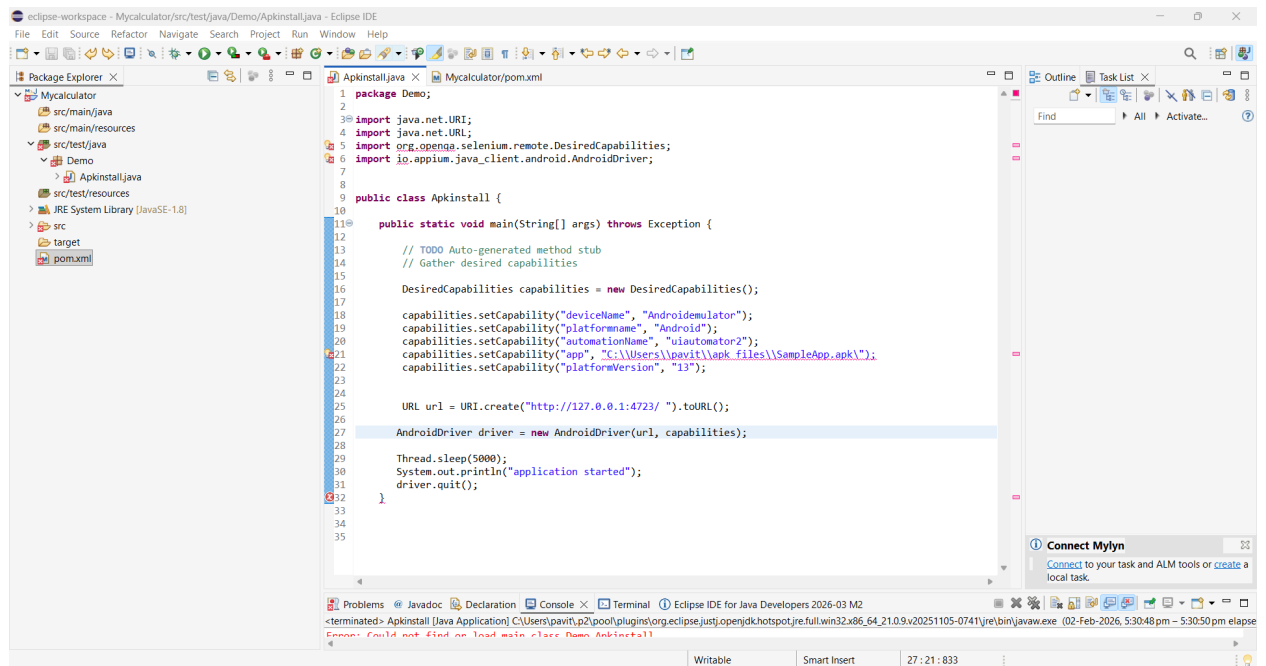 eclipse-workspace - Mycalculator/src/test/java/Demo/Apkinstall.java - Eclipse IDE
File Edit Source Refactor Navigate Search Project Run Window Help
Package Explorer
Mycalculator
src/main/java
src/main/resources
src/test/java
Demo
Apkinstall.java
src/test/resources
JRE System Library [JavaSE-1.8]
src
target
pom.xml
Apkinstall.java Mycalculator/pom.xml
1 package Demo;
2
3 import java.net.URI;
4 import java.net.URL;
5 import org.openqa.selenium.remote.DesiredCapabilities;
6 import io.appium.java_client.android.AndroidDriver;
7
8
9 public class Apkinstall {
10
11 public static void main(String[] args) throws Exception {
12
13 // TODO Auto-generated method stub
14 // Gather desired capabilities
15
16 DesiredCapabilities capabilities = new DesiredCapabilities();
17
18 capabilities.setCapability("deviceName", "Androidemulator");
19 capabilities.setCapability("platformname", "Android");
20 capabilities.setCapability("automationName", "uiautomator2");
21 capabilities.setCapability("app", "C:\\Users\\pavit\\apk files\\SampleApp.apk\");
22 capabilities.setCapability("platformVersion", "13");
23
24
25 URL url = URI.create("http://127.0.0.1:4723/ ").toURL();
26
27 AndroidDriver driver = new AndroidDriver(url, capabilities);
28
29 Thread.sleep(5000);
30 System.out.println("application started");
31 driver.quit();
32 }
33
34
35
Outline Task List
Find All Activate...
Connect Mylyn
Connect to your task and ALM tools or create a
local task.
Problems Javadoc Declaration Console Terminal Eclipse IDE for Java Developers 2026-03 M2
<terminated> Apkinstall [Java Application] C:\Users\pavit\.p2\pool\plugins\org.eclipse.justj.openjdk.hotspot.jre.full.win32.x86_64_21.0.9.v20251105-0741\jre\bin\javaw.exe (02-Feb-2026, 5:30:48 pm – 5:30:50 pm elapse
Error: Could not find or load main class Demo.Apkinstall
Writable Smart Insert 27 : 21 : 833